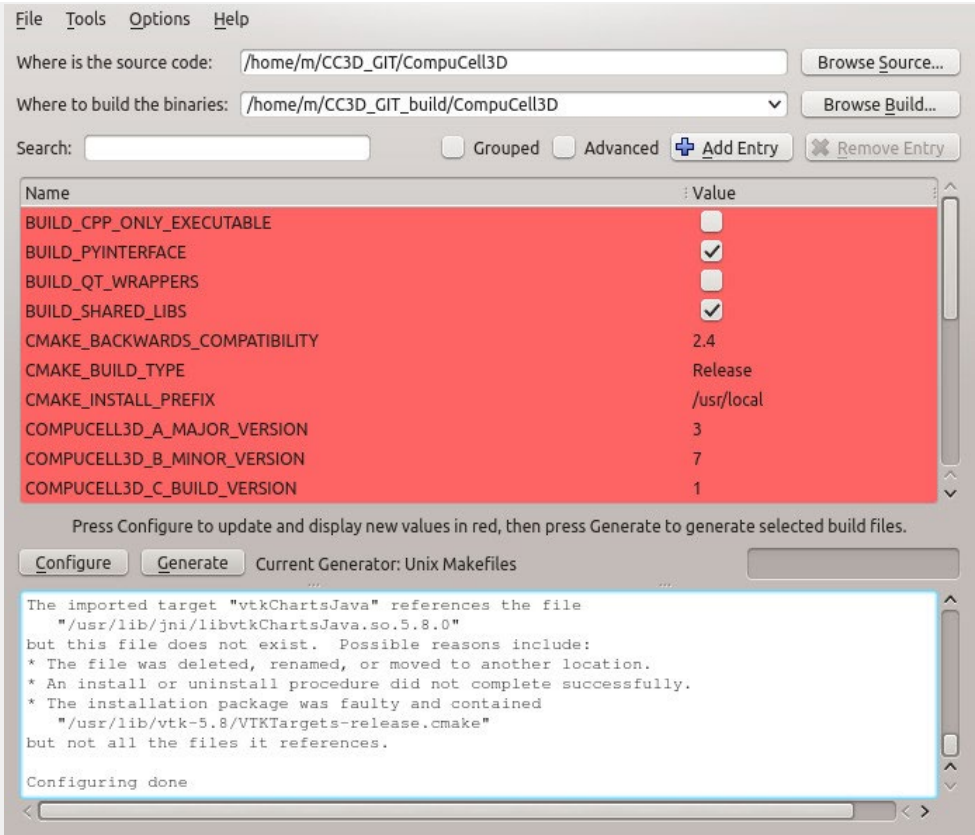 File Tools Options Help
Where is the source code: /home/m/CC3D_GIT/CompuCell3D Browse Source...
Where to build the binaries: /home/m/CC3D_GIT_build/CompuCell3D Browse Build...
Search: Grouped Advanced Add Entry Remove Entry
Name Value
BUILD_CPP_ONLY_EXECUTABLE
BUILD_PYINTERFACE
BUILD_QT_WRAPPERS
BUILD_SHARED_LIBS
CMAKE_BACKWARDS_COMPATIBILITY 2.4
CMAKE_BUILD_TYPE Release
CMAKE_INSTALL_PREFIX /usr/local
COMPUCELL3D_A_MAJOR_VERSION 3
COMPUCELL3D_B_MINOR_VERSION 7
COMPUCELL3D_C_BUILD_VERSION 1
Press Configure to update and display new values in red, then press Generate to generate selected build files.
Configure Generate Current Generator: Unix Makefiles
The imported target "vtkChartsJava" references the file
"/usr/lib/jni/libvtkChartsJava.so.5.8.0"
but this file does not exist. Possible reasons include:
* The file was deleted, renamed, or moved to another location.
* An install or uninstall procedure did not complete successfully.
* The installation package was faulty and contained
"/usr/lib/vtk-5.8/VTKTargets-release.cmake"
but not all the files it references.
Configuring done